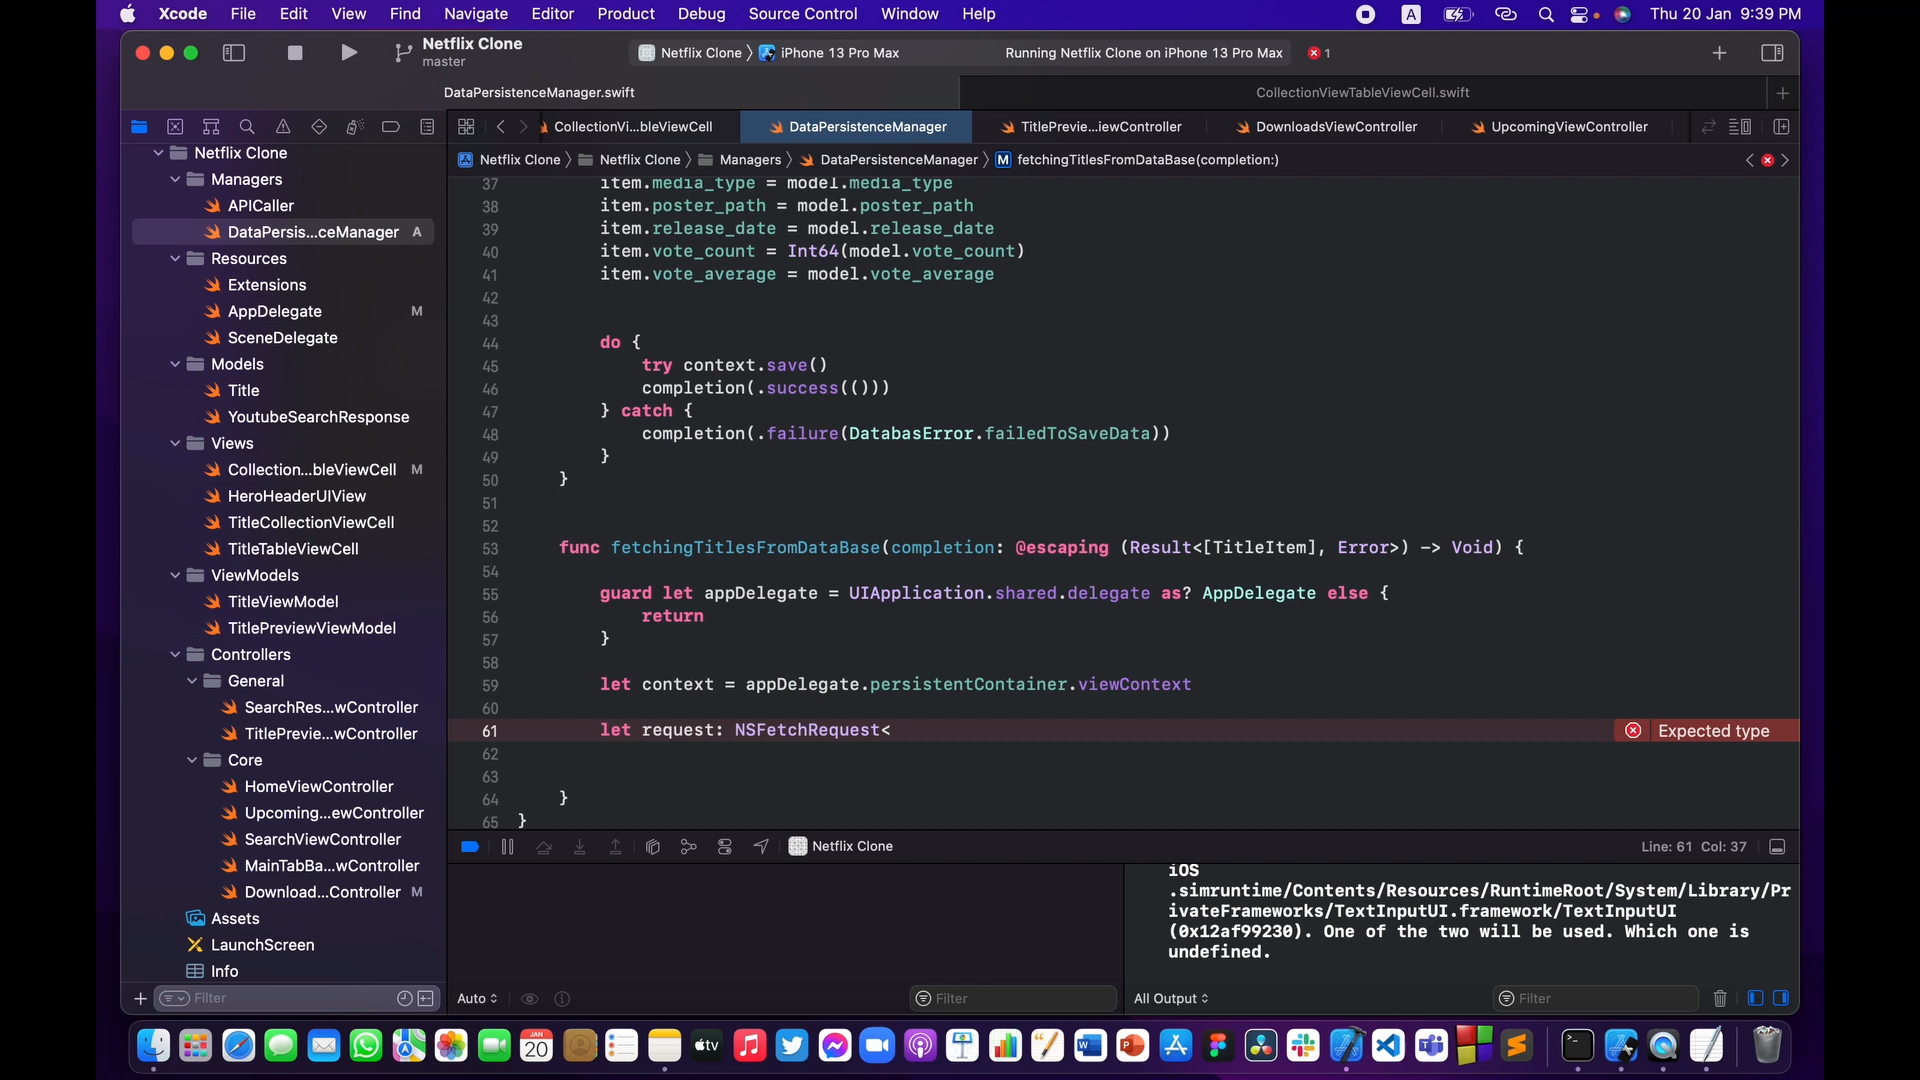 Xcode File Edit View Find Navigate Editor Product Debug Source Control Window Help A Thu 20 Jan 9:39 PM
Netflix Clone
master
Netflix Clone iPhone 13 Pro Max Running Netflix Clone on iPhone 13 Pro Max 1
DataPersistenceManager.swift CollectionViewTableViewCell.swift
CollectionVi...bleViewCell DataPersistenceManager TitlePrevie...iewController DownloadsViewController UpcomingViewController
Netflix Clone Netflix Clone Managers DataPersistenceManager M fetchingTitlesFromDataBase(completion:)
Netflix Clone
Managers
APICaller
DataPersis...ceManager A
Resources
Extensions
AppDelegate M
SceneDelegate
Models
Title
YoutubeSearchResponse
Views
Collection...bleViewCell M
HeroHeaderUIView
TitleCollectionViewCell
TitleTableViewCell
ViewModels
TitleViewModel
TitlePreviewViewModel
Controllers
General
SearchRes...wController
TitlePrevie...wController
Core
HomeViewController
Upcoming...ewController
SearchViewController
MainTabBa...wController
Download...Controller M
Assets
LaunchScreen
Info
Filter
37 item.media_type = model.media_type
38 item.poster_path = model.poster_path
39 item.release_date = model.release_date
40 item.vote_count = Int64(model.vote_count)
41 item.vote_average = model.vote_average
42
43
44 do {
45 try context.save()
46 completion(.success(()))
47 } catch {
48 completion(.failure(DatabasError.failedToSaveData))
49 }
50 }
51
52
53 func fetchingTitlesFromDataBase(completion: @escaping (Result<[TitleItem], Error>) -> Void) {
54
55 guard let appDelegate = UIApplication.shared.delegate as? AppDelegate else {
56 return
57 }
58
59 let context = appDelegate.persistentContainer.viewContext
60
61 let request: NSFetchRequest< Expected type
62
63
64 }
65 }
Netflix Clone Line: 61 Col: 37
iOS
.simruntime/Contents/Resources/RuntimeRoot/System/Library/Pr
ivateFrameworks/TextInputUI.framework/TextInputUI
(0x12af99230). One of the two will be used. Which one is
undefined.
Auto Filter All Output Filter
JAN
20
tv
W
P